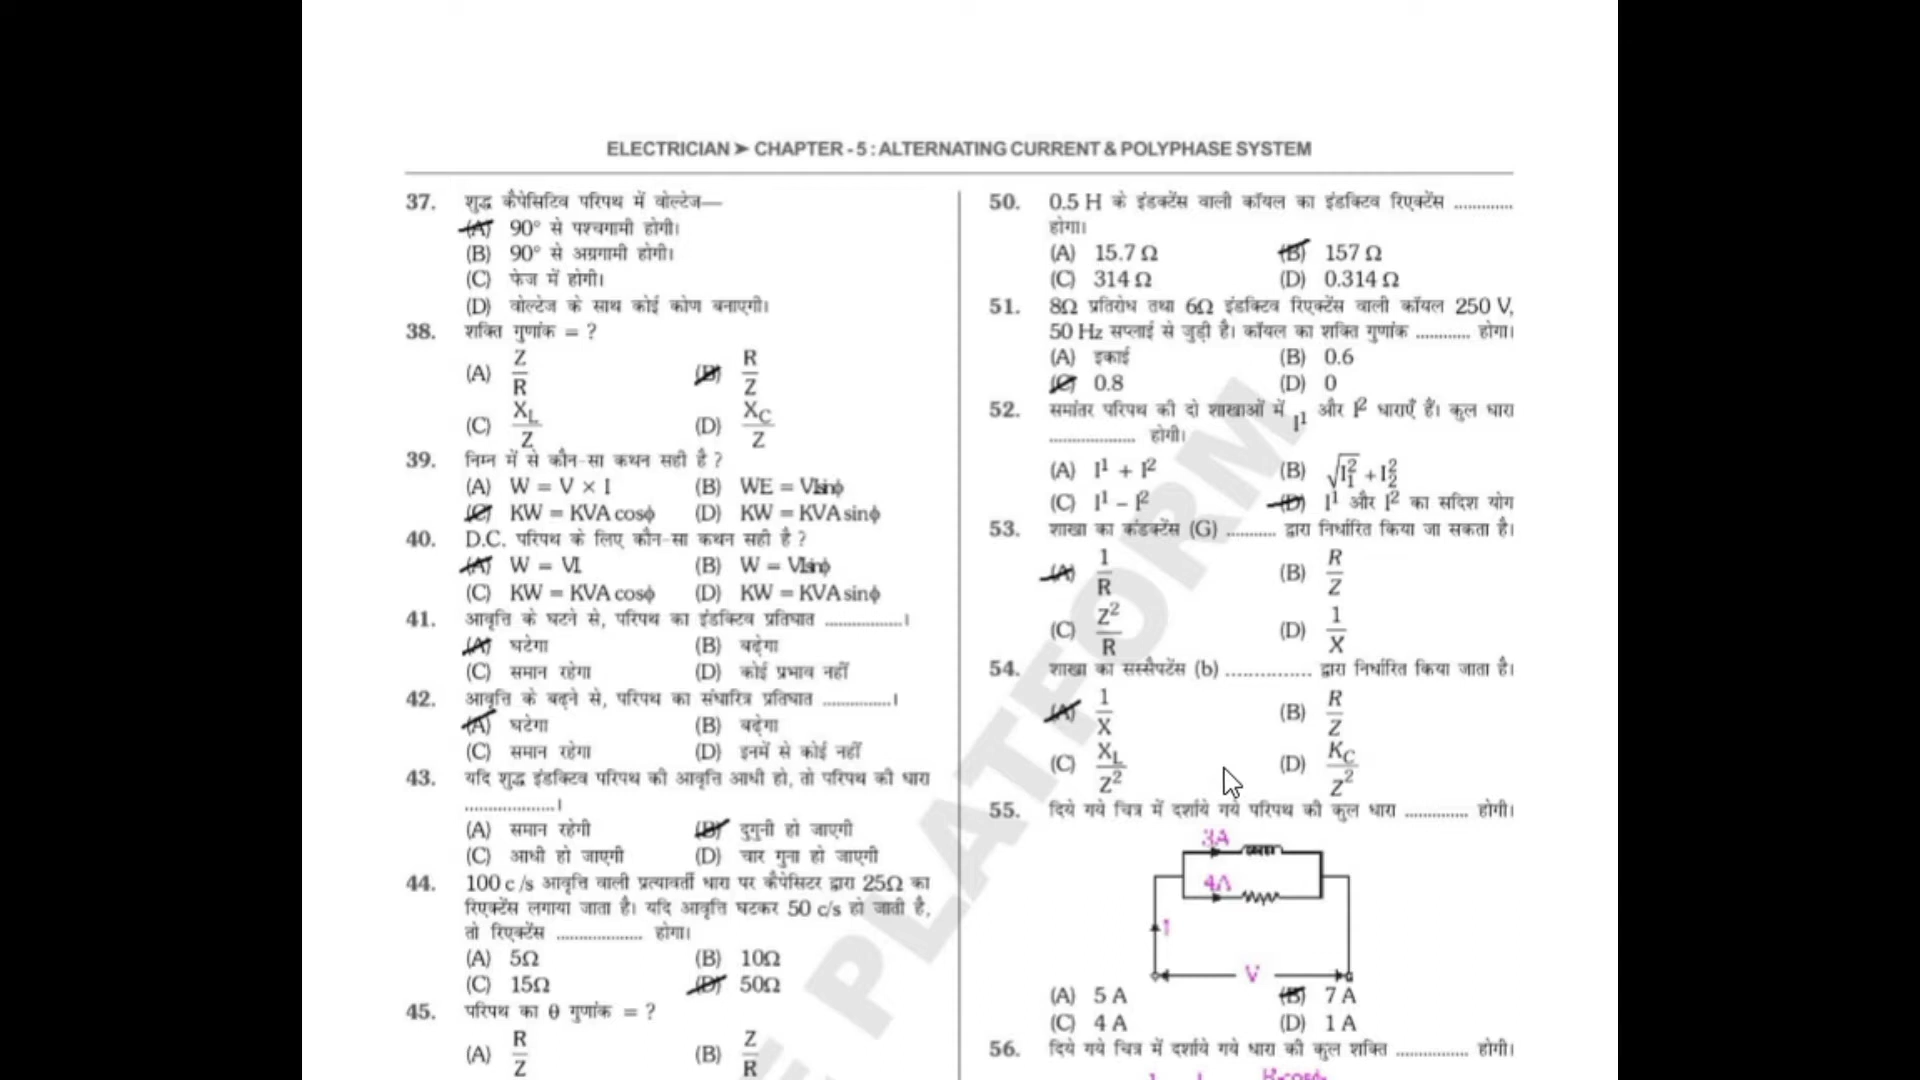 ELECTRICIAN ➤ CHAPTER - 5 : ALTERNATING CURRENT & POLYPHASE SYSTEM
37. शुद्ध कैपेसिटिव परिपथ में वोल्टेज—
(A) 90° से पश्चगामी होगी।
(B) 90° से अग्रगामी होगी।
(C) फेज में होगी।
(D) वोल्टेज के साथ कोई कोण बनाएगी।
38. शक्ति गुणांक = ?
(A) Z/R (B) R/Z
(C) X_L/Z (D) X_C/Z
39. निम्न में से कौन-सा कथन सही है ?
(A) W = V × I (B) WE = VIsinϕ
(C) KW = KVA cosϕ (D) KW = KVA sinϕ
40. D.C. परिपथ के लिए कौन-सा कथन सही है ?
(A) W = VI (B) W = VIsinϕ
(C) KW = KVA cosϕ (D) KW = KVA sinϕ
41. आवृत्ति के घटने से, परिपथ का इंडक्टिव प्रतिघात .................।
(A) घटेगा (B) बढ़ेगा
(C) समान रहेगा (D) कोई प्रभाव नहीं
42. आवृत्ति के बढ़ने से, परिपथ का संधारित्र प्रतिघात ...............।
(A) घटेगा (B) बढ़ेगा
(C) समान रहेगा (D) इनमें से कोई नहीं
43. यदि शुद्ध इंडक्टिव परिपथ की आवृत्ति आधी हो, तो परिपथ की धारा
....................।
(A) समान रहेगी (B) दुगुनी हो जाएगी
(C) आधी हो जाएगी (D) चार गुना हो जाएगी
44. 100 c/s आवृत्ति वाली प्रत्यावर्ती धारा पर कैपेसिटर द्वारा 25Ω का
रिएक्टेंस लगाया जाता है। यदि आवृत्ति घटकर 50 c/s हो जाती है,
तो रिएक्टेंस ................... होगा।
(A) 5Ω (B) 10Ω
(C) 15Ω (D) 50Ω
45. परिपथ का θ गुणांक = ?
(A) R/Z (B) Z/R
50. 0.5 H के इंडक्टेंस वाली कॉयल का इंडक्टिव रिएक्टेंस .............
होगा।
(A) 15.7 Ω (B) 157 Ω
(C) 314 Ω (D) 0.314 Ω
51. 8Ω प्रतिरोध तथा 6Ω इंडक्टिव रिएक्टेंस वाली कॉयल 250 V,
50 Hz सप्लाई से जुड़ी है। कॉयल का शक्ति गुणांक ............ होगा।
(A) इकाई (B) 0.6
(C) 0.8 (D) 0
52. समांतर परिपथ की दो शाखाओं में I¹ और I² धाराएँ हैं। कुल धारा
................... होगी।
(A) I¹ + I² (B) √I₁² + I₂²
(C) I¹ – I² (D) I¹ और I² का सदिश योग
53. शाखा का कंडक्टेंस (G) ........... द्वारा निर्धारित किया जा सकता है।
(A) 1/R (B) R/Z
(C) Z²/R (D) 1/X
54. शाखा का सस्सैपटेंस (b) ............... द्वारा निर्धारित किया जाता है।
(A) 1/X (B) R/Z
(C) X_L/Z² (D) K_C/Z²
55. दिये गये चित्र में दर्शाये गये परिपथ की कुल धारा .............. होगी।
3A
4A
I
V
(A) 5 A (B) 7 A
(C) 4 A (D) 1 A
56. दिये गये चित्र में दर्शाये गये धारा की कुल शक्ति ................ होगी।
PLATFORM